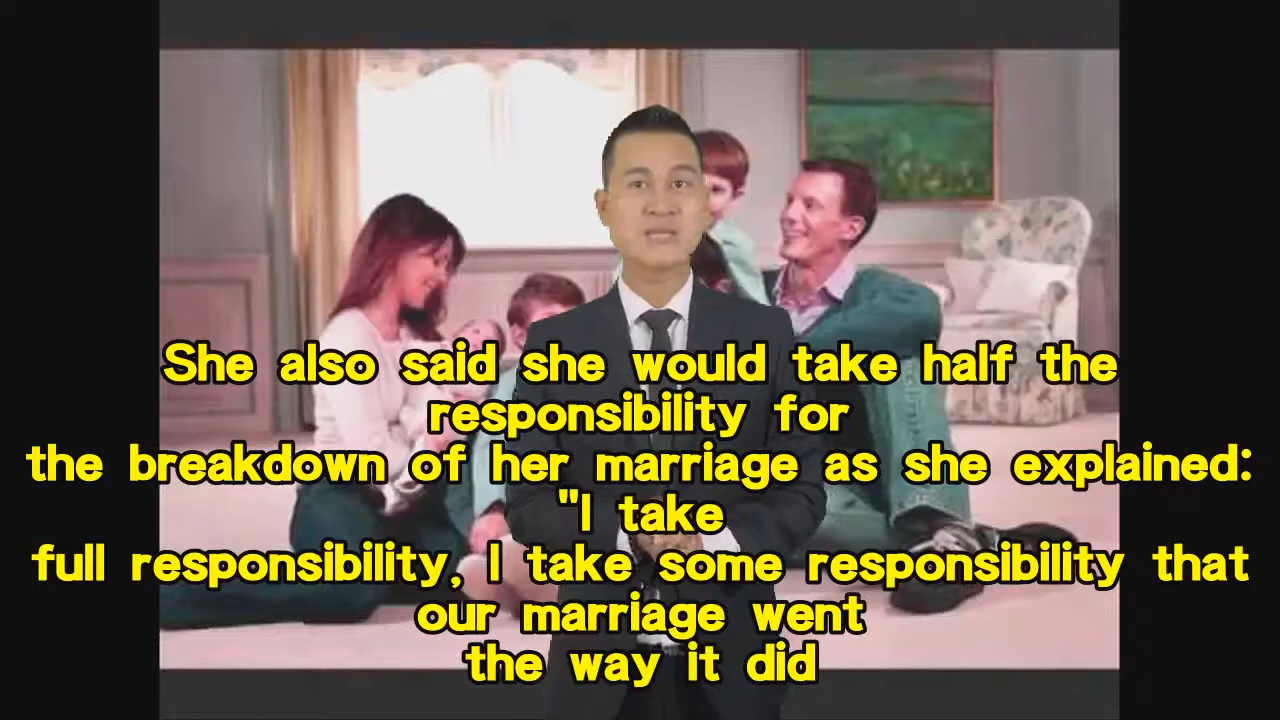 She also said she would take half the
responsibility for
the breakdown of her marriage as she explained:
"I take
full responsibility, I take some responsibility that
our marriage went
the way it did